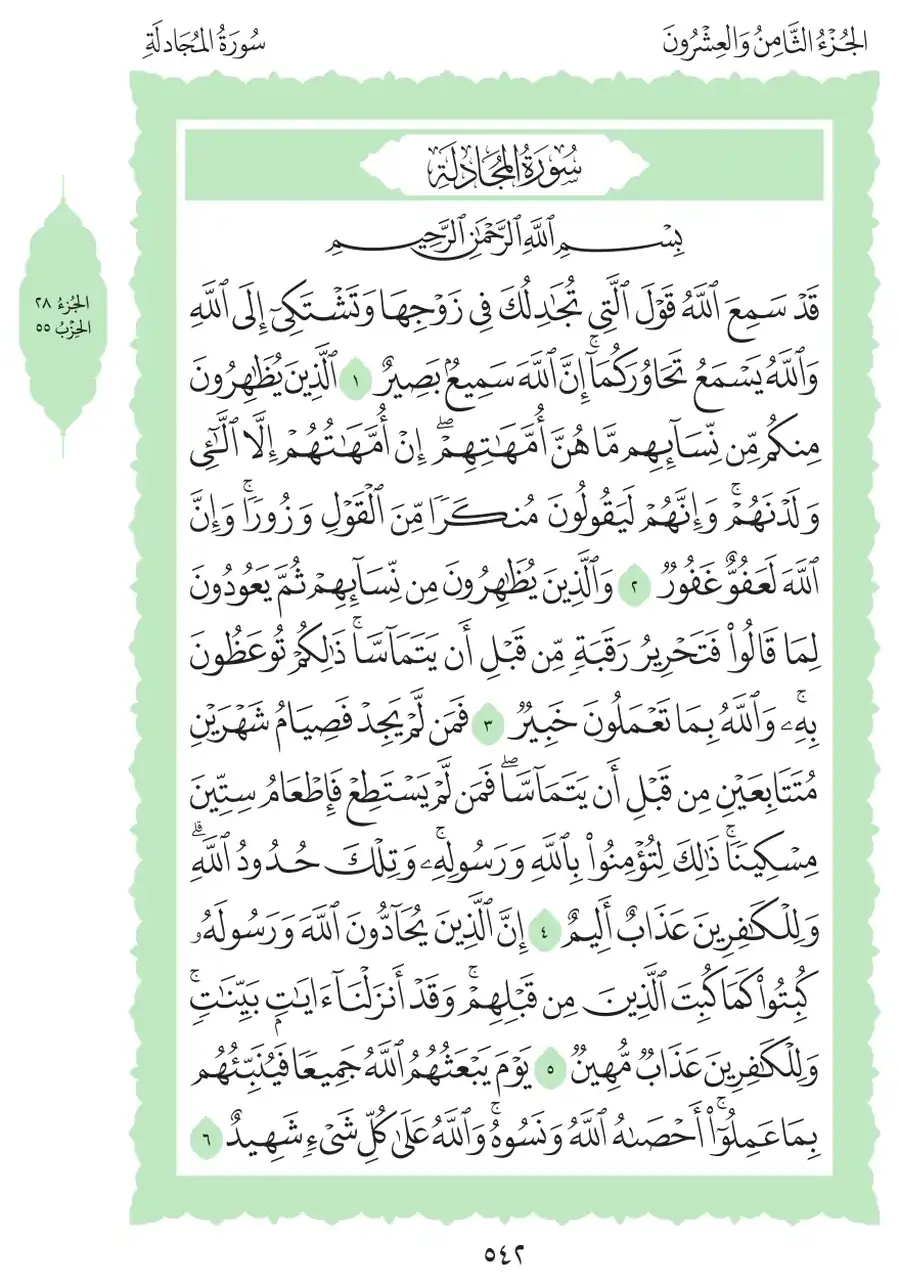 الجُزْءُ الثَّامِنُ وَالعِشْرُونَ
سُورَةُ المُجَادلَةِ
سُورَةُ المُجَادلَةِ
بِسْمِ ٱللَّهِ ٱلرَّحْمَٰنِ ٱلرَّحِيمِ
قَدْ سَمِعَ ٱللَّهُ قَوْلَ ٱلَّتِي تُجَٰدِلُكَ فِي زَوْجِهَا وَتَشْتَكِيٓ إِلَى ٱللَّهِ
وَٱللَّهُ يَسْمَعُ تَحَاوُرَكُمَآۚ إِنَّ ٱللَّهَ سَمِيعُۢ بَصِيرٌ ١ ٱلَّذِينَ يُظَٰهِرُونَ
مِنكُم مِّن نِّسَآئِهِم مَّا هُنَّ أُمَّهَٰتِهِمْۖ إِنْ أُمَّهَٰتُهُمْ إِلَّا ٱلَّٰٓـِٔي
وَلَدْنَهُمْۚ وَإِنَّهُمْ لَيَقُولُونَ مُنكَرٗا مِّنَ ٱلْقَوْلِ وَزُورٗاۚ وَإِنَّ
ٱللَّهَ لَعَفُوٌّ غَفُورٞ ٢ وَٱلَّذِينَ يُظَٰهِرُونَ مِن نِّسَآئِهِمْ ثُمَّ يَعُودُونَ
لِمَا قَالُواْ فَتَحْرِيرُ رَقَبَةٖ مِّن قَبْلِ أَن يَتَمَآسَّاۚ ذَٰلِكُمْ تُوعَظُونَ
بِهِۦۚ وَٱللَّهُ بِمَا تَعْمَلُونَ خَبِيرٞ ٣ فَمَن لَّمْ يَجِدْ فَصِيَامُ شَهْرَيْنِ
مُتَتَابِعَيْنِ مِن قَبْلِ أَن يَتَمَآسَّاۖ فَمَن لَّمْ يَسْتَطِعْ فَإِطْعَامُ سِتِّينَ
مِسْكِينٗاۚ ذَٰلِكَ لِتُؤْمِنُواْ بِٱللَّهِ وَرَسُولِهِۦۚ وَتِلْكَ حُدُودُ ٱللَّهِۗ
وَلِلْكَٰفِرِينَ عَذَابٌ أَلِيمٌ ٤ إِنَّ ٱلَّذِينَ يُحَآدُّونَ ٱللَّهَ وَرَسُولَهُۥ
كُبِتُواْ كَمَا كُبِتَ ٱلَّذِينَ مِن قَبْلِهِمْۚ وَقَدْ أَنزَلْنَآ ءَايَٰتِۭ بَيِّنَٰتٖۚ
وَلِلْكَٰفِرِينَ عَذَابٞ مُّهِينٞ ٥ يَوْمَ يَبْعَثُهُمُ ٱللَّهُ جَمِيعٗا فَيُنَبِّئُهُم
بِمَا عَمِلُوٓاْۚ أَحْصَىٰهُ ٱللَّهُ وَنَسُوهُۚ وَٱللَّهُ عَلَىٰ كُلِّ شَيْءٖ شَهِيدٌ ٦
الجُزءُ ٢٨
الحِزْبُ ٥٥
٥٤٢